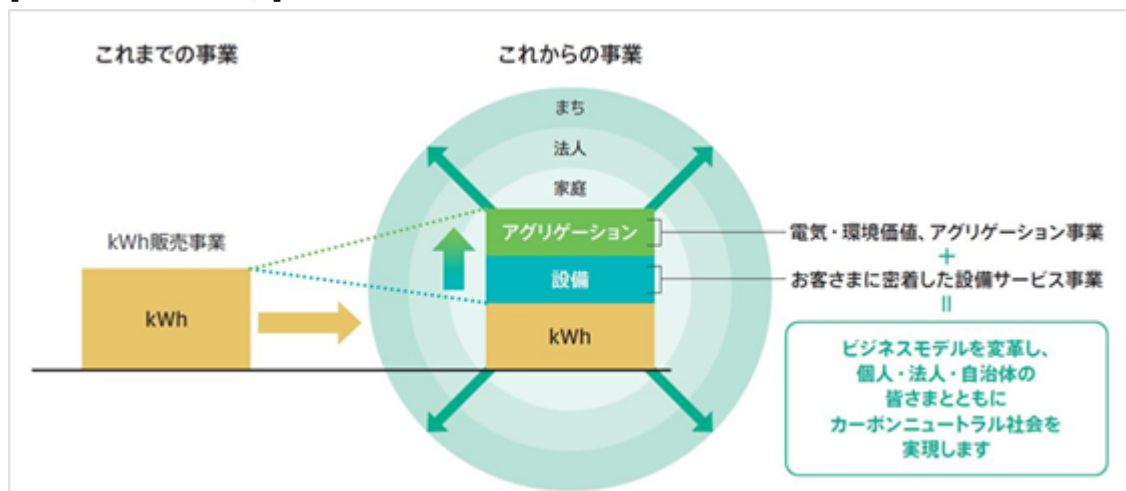 これまでの事業
これからの事業
まち
法人
家庭
kWh販売事業
アグリゲーション
設備
kWh
kWh
電気・環境価値、アグリゲーション事業
+
お客さまに密着した設備サービス事業
=
ビジネスモデルを変革し、
個人・法人・自治体の
皆さまとともに
カーボンニュートラル社会を
実現します